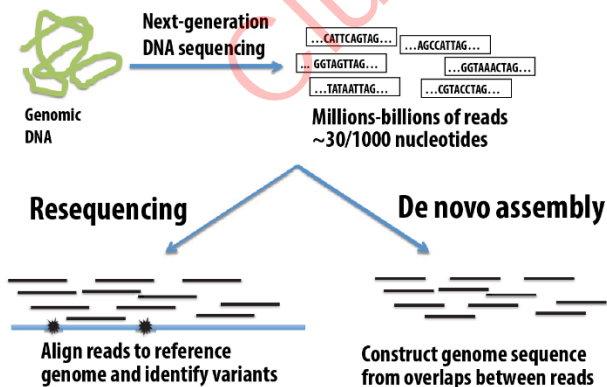 Next-generation
DNA sequencing
...CATTCAGTAG...
...AGCCATTAG...
... GGTAGTTAG...
...GGTAAACTAG...
...TATAATTAG...
...CGTACCTAG...
Genomic
DNA
Millions-billions of reads
~30/1000 nucleotides
Resequencing
De novo assembly
Align reads to reference
genome and identify variants
Construct genome sequence
from overlaps between reads